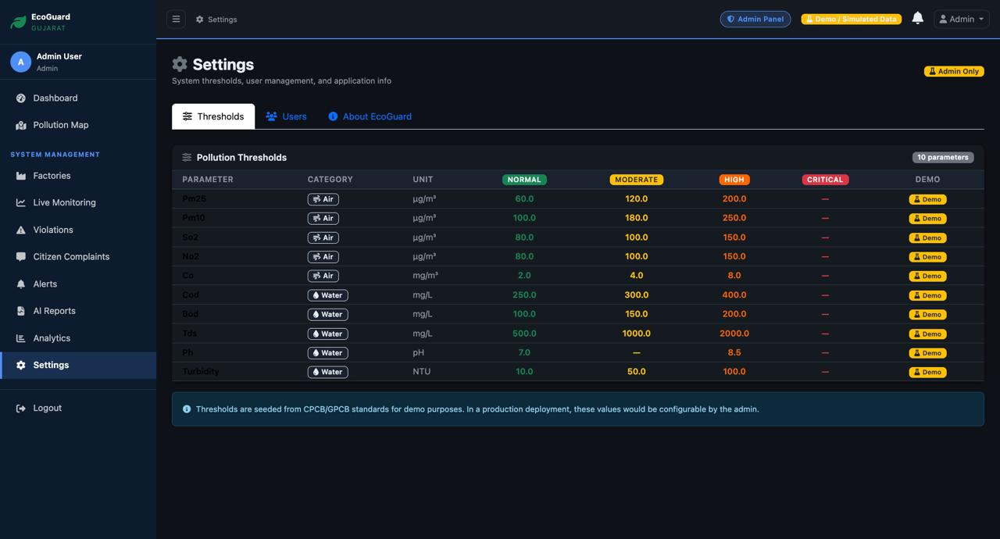 EcoGuard
GUJARAT
Settings
Admin Panel
Demo / Simulated Data
Admin
A
Admin User
Admin
Dashboard
Pollution Map
SYSTEM MANAGEMENT
Factories
Live Monitoring
Violations
Citizen Complaints
Alerts
AI Reports
Analytics
Settings
Logout
Settings
System thresholds, user management, and application info
Admin Only
Thresholds Users About EcoGuard
Pollution Thresholds 10 parameters
PARAMETER CATEGORY UNIT NORMAL MODERATE HIGH CRITICAL DEMO
Pm25 Air µg/m³ 60.0 120.0 200.0 — Demo
Pm10 Air µg/m³ 100.0 180.0 250.0 — Demo
So2 Air µg/m³ 80.0 100.0 150.0 — Demo
No2 Air µg/m³ 80.0 100.0 150.0 — Demo
Co Air mg/m³ 2.0 4.0 8.0 — Demo
Cod Water mg/L 250.0 300.0 400.0 — Demo
Bod Water mg/L 100.0 150.0 200.0 — Demo
Tds Water mg/L 500.0 1000.0 2000.0 — Demo
Ph Water pH 7.0 — 8.5 — Demo
Turbidity Water NTU 10.0 50.0 100.0 — Demo
Thresholds are seeded from CPCB/GPCB standards for demo purposes. In a production deployment, these values would be configurable by the admin.